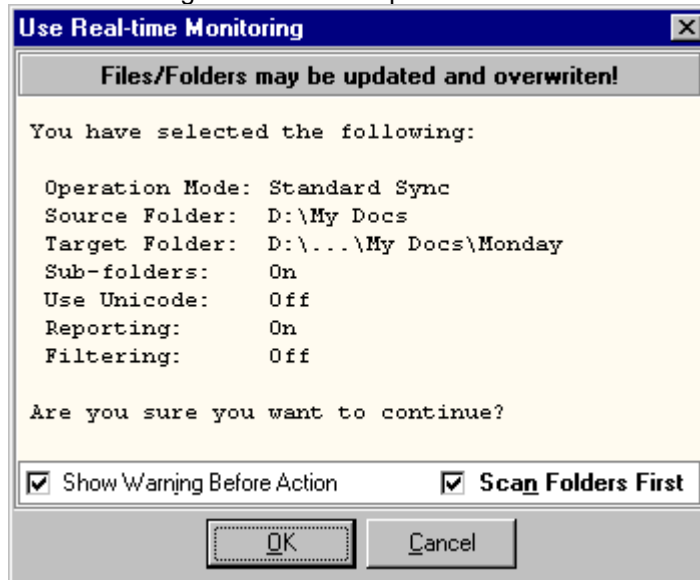 Use Real-time Monitoring
Files/Folders may be updated and overwriten!
You have selected the following:
Operation Mode: Standard Sync
Source Folder: D:\My Docs
Target Folder: D:\...\My Docs\Monday
Sub-folders: On
Use Unicode: Off
Reporting: On
Filtering: Off
Are you sure you want to continue?
Show Warning Before Action Scan Folders First
OK Cancel